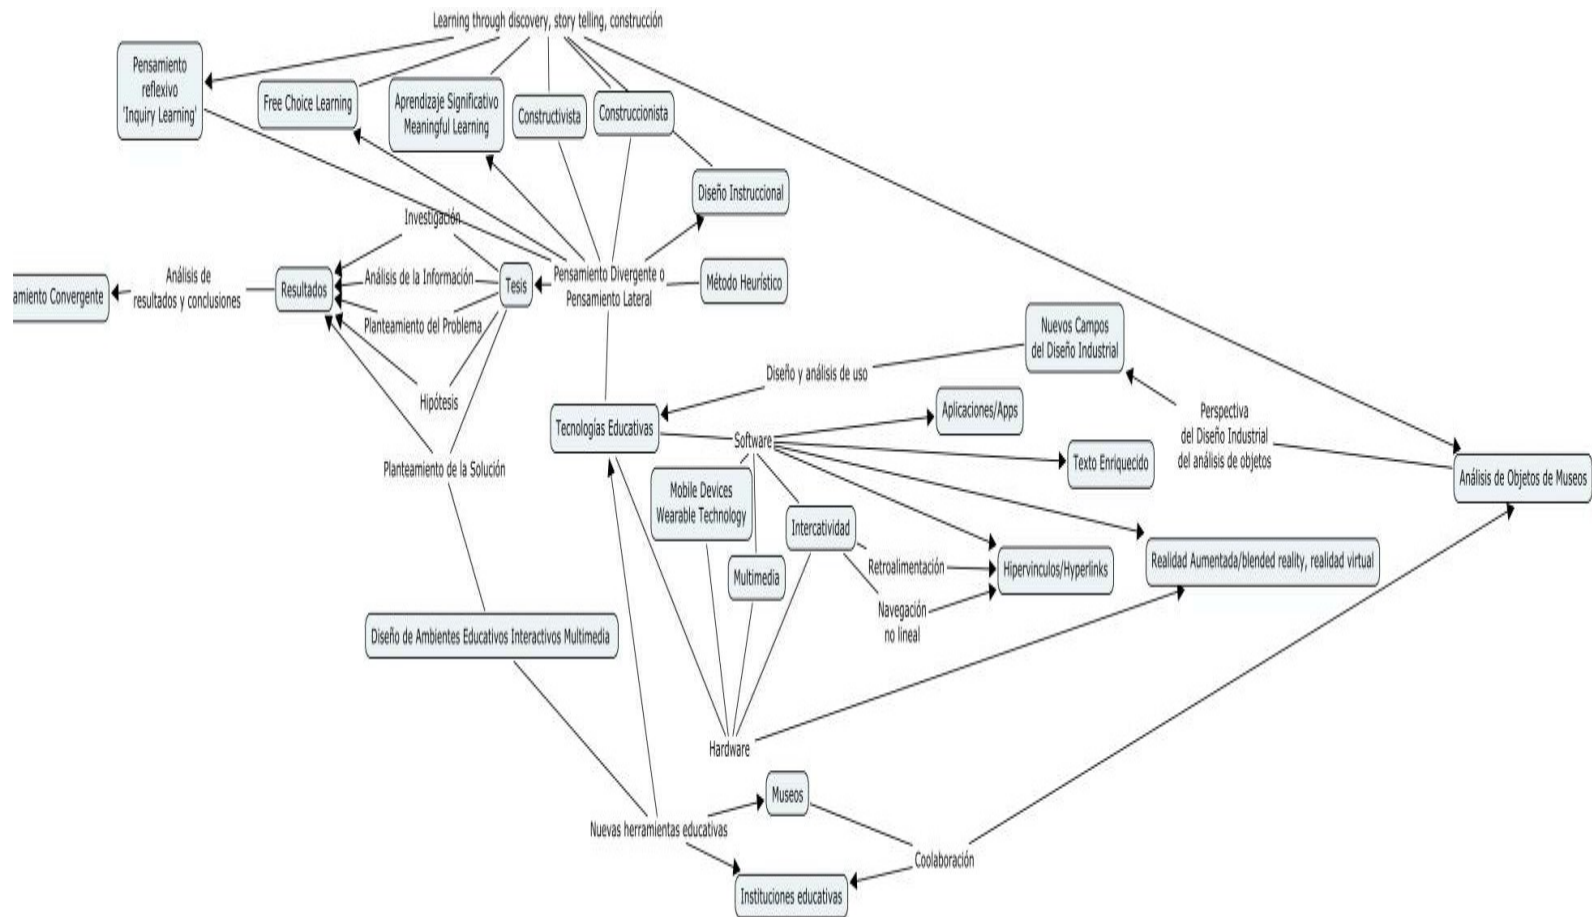 Learning through discovery, story telling, construcción
Pensamiento
reflexivo
'Inquiry Learning'
Free Choice Learning
Aprendizaje Significativo
Meaningful Learning
Constructivista
Construccionista
Diseño Instruccional
Investigación
Análisis de
resultados y conclusiones
amiento Convergente
Resultados
Análisis de la Información
Tesis
Pensamiento Divergente o
Pensamiento Lateral
Método Heurístico
Planteamiento del Problema
Nuevos Campos
del Diseño Industrial
Diseño y análisis de uso
Hipótesis
Tecnologías Educativas
Software
Aplicaciones/Apps
Perspectiva
del Diseño Industrial
del análisis de objetos
Planteamiento de la Solución
Texto Enriquecido
Análisis de Objetos de Museos
Mobile Devices
Wearable Technology
Intercatividad
Multimedia
Retroalimentación
Hipervinculos/Hyperlinks
Realidad Aumentada/blended reality, realidad virtual
Navegación
no lineal
Diseño de Ambientes Educativos Interactivos Multimedia
Hardware
Museos
Nuevas herramientas educativas
Coolaboración
Instituciones educativas